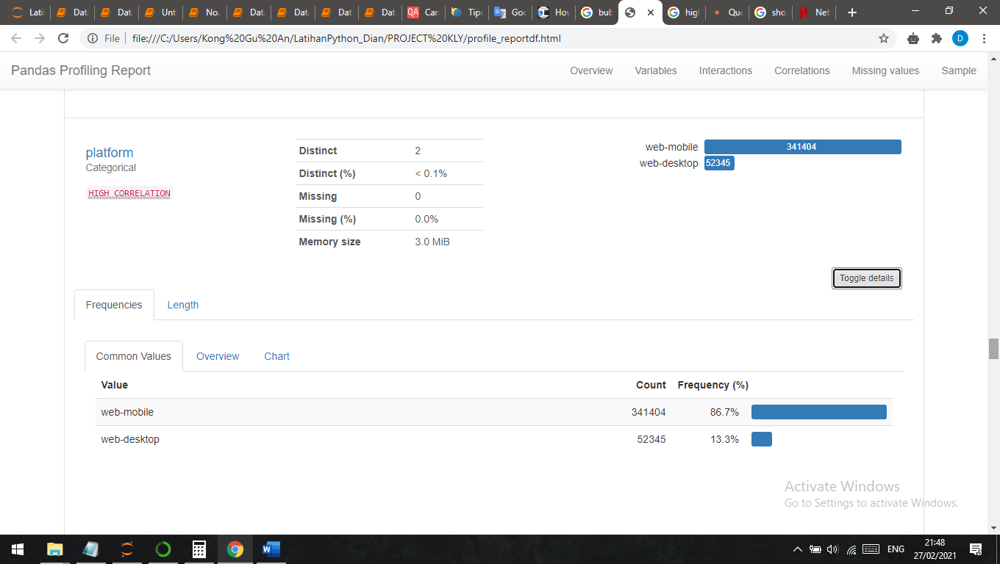 Lati
Dat
Dat
Unt
No.
Dat
Dat
Dat
Dat
QA Car
Tip
Goo
Hov
bub
higl
Que
sho
Net
File file:///C:/Users/Kong%20Gu%20An/LatihanPython_Dian/PROJECT%20KLY/profile_reportdf.html
D
Pandas Profiling Report
Overview Variables Interactions Correlations Missing values Sample
platform
Categorical
HIGH CORRELATION
Distinct 2
Distinct (%) < 0.1%
Missing 0
Missing (%) 0.0%
Memory size 3.0 MiB
web-mobile 341404
web-desktop 52345
Toggle details
Frequencies Length
Common Values Overview Chart
Value Count Frequency (%)
web-mobile 341404 86.7%
web-desktop 52345 13.3%
Activate Windows
Go to Settings to activate Windows.
ENG
21:48
27/02/2021